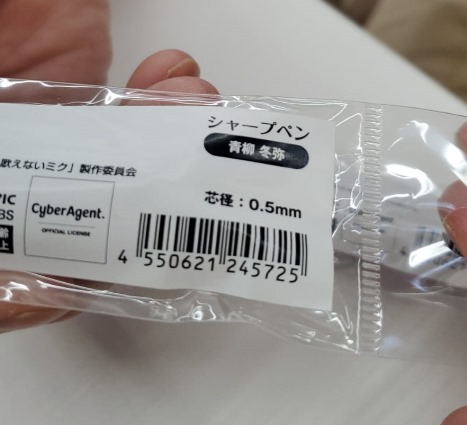 シャープペン
青柳 冬弥
歌えないミク」製作委員会
CyberAgent.
OFFICIAL LICENSE
芯径：0.5mm
4 550621 245725